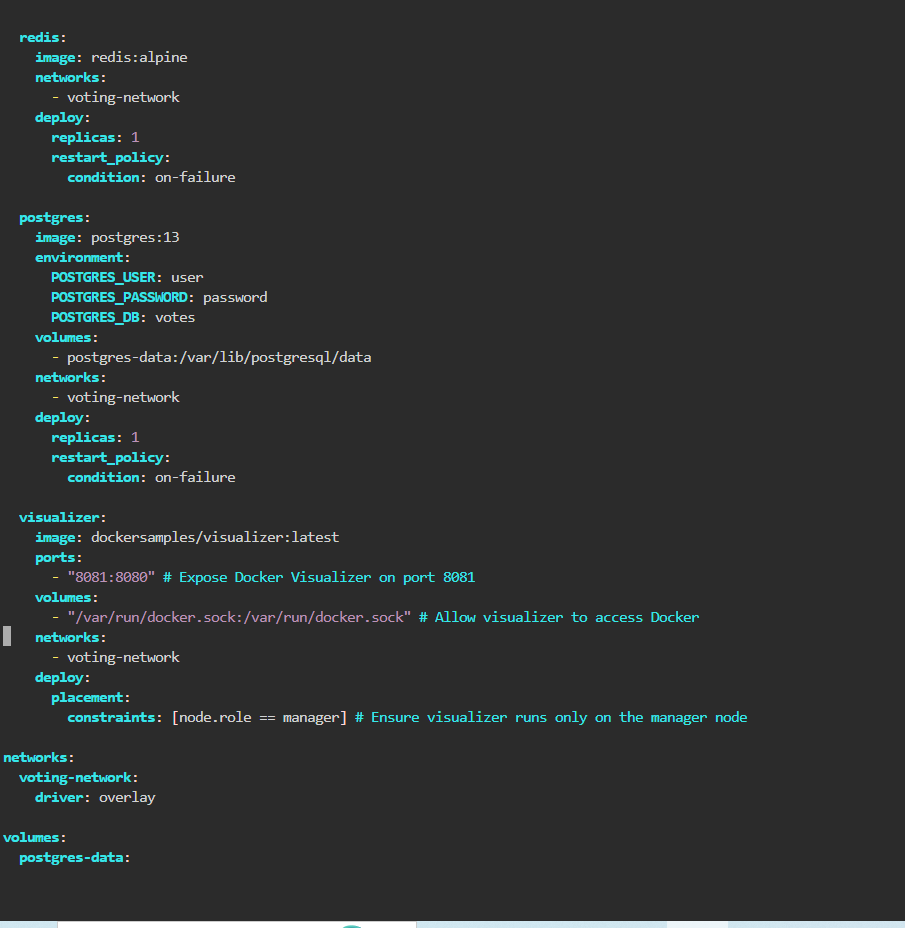 redis:
image: redis:alpine
networks:
- voting-network
deploy:
replicas: 1
restart_policy:
condition: on-failure
postgres:
image: postgres:13
environment:
POSTGRES_USER: user
POSTGRES_PASSWORD: password
POSTGRES_DB: votes
volumes:
- postgres-data:/var/lib/postgresql/data
networks:
- voting-network
deploy:
replicas: 1
restart_policy:
condition: on-failure
visualizer:
image: dockersamples/visualizer:latest
ports:
- "8081:8080" # Expose Docker Visualizer on port 8081
volumes:
- "/var/run/docker.sock:/var/run/docker.sock" # Allow visualizer to access Docker
networks:
- voting-network
deploy:
placement:
constraints: [node.role == manager] # Ensure visualizer runs only on the manager node
networks:
voting-network:
driver: overlay
volumes:
postgres-data: